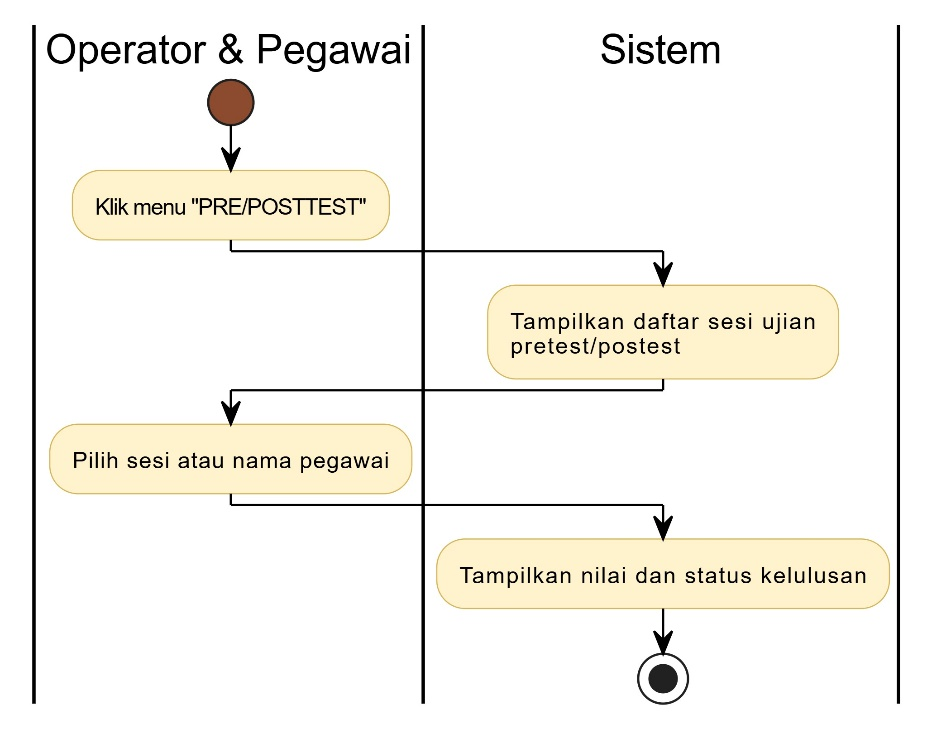 Operator & Pegawai
Sistem
Klik menu "PRE/POSTTEST"
Tampilkan daftar sesi ujian
pretest/postest
Pilih sesi atau nama pegawai
Tampilkan nilai dan status kelulusan